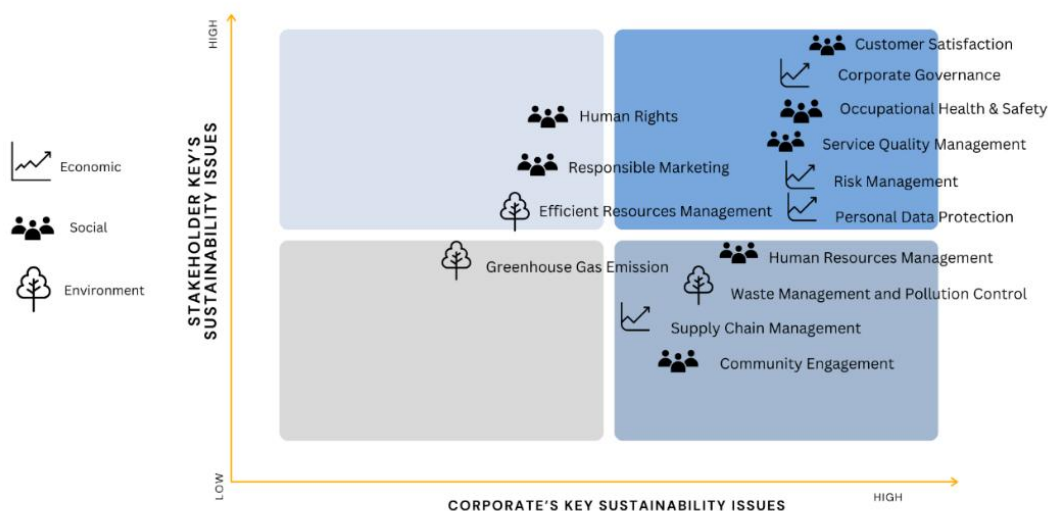 HIGH
Customer Satisfaction
Corporate Governance
Human Rights
Occupational Health & Safety
Service Quality Management
Economic
Responsible Marketing
Risk Management
Efficient Resources Management
Personal Data Protection
Social
STAKEHOLDER KEY'S
SUSTAINABILITY ISSUES
Greenhouse Gas Emission
Human Resources Management
Environment
Waste Management and Pollution Control
Supply Chain Management
Community Engagement
LOW
CORPORATE'S KEY SUSTAINABILITY ISSUES
HIGH